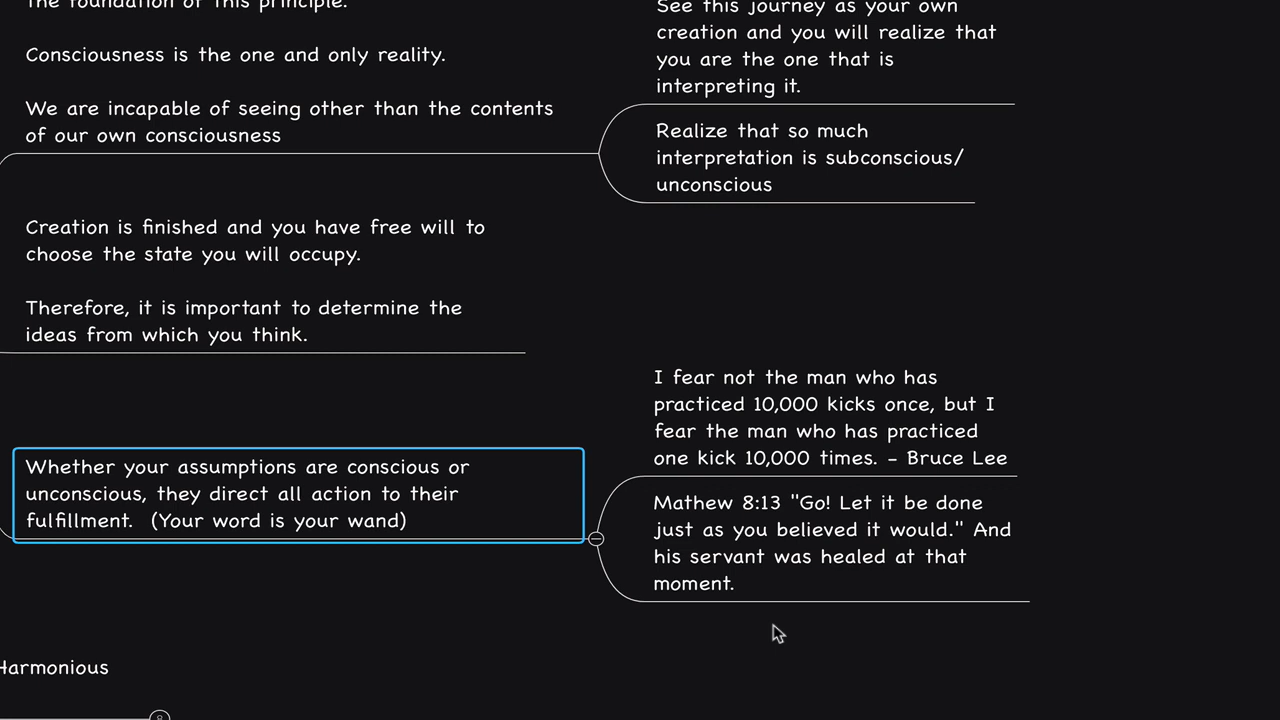 The foundation of this principle.
Consciousness is the one and only reality.
We are incapable of seeing other than the contents
of our own consciousness
See this journey as your own
creation and you will realize that
you are the one that is
interpreting it.
Realize that so much
interpretation is subconscious/
unconscious
Creation is finished and you have free will to
choose the state you will occupy.
Therefore, it is important to determine the
ideas from which you think.
Whether your assumptions are conscious or
unconscious, they direct all action to their
fulfillment. (Your word is your wand)
I fear not the man who has
practiced 10,000 kicks once, but I
fear the man who has practiced
one kick 10,000 times. - Bruce Lee
Mathew 8:13 "Go! Let it be done
just as you believed it would." And
his servant was healed at that
moment.
Harmonious